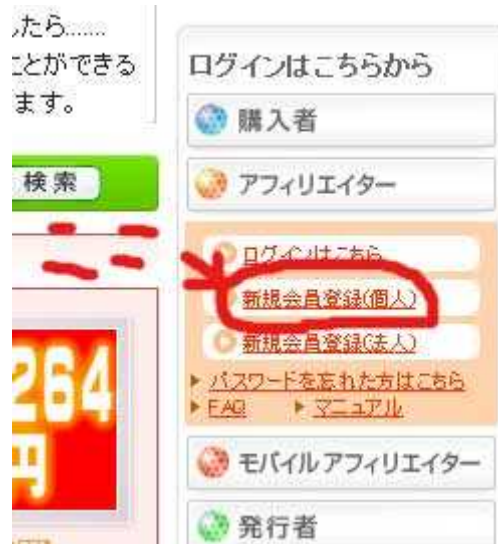 したら……
ことができる
ます。
検索
264
円
ログインはこちらから
購入者
アフィリエイター
ログインはこちら
新規会員登録(個人)
新規会員登録(法人)
パスワードを忘れた方はこちら
FAQ マニュアル
モバイルアフィリエイター
発行者